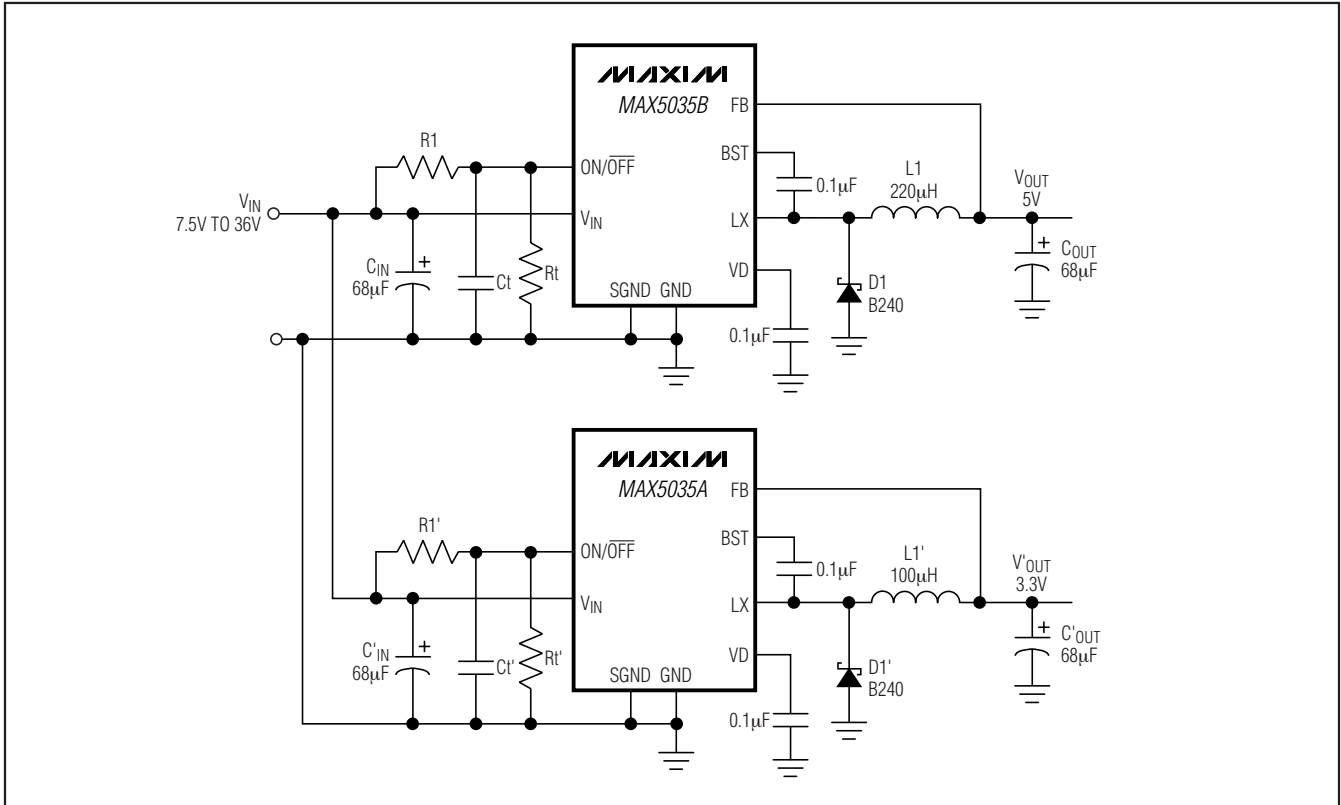 MAXIM
MAX5035B
FB
R1
BST
ON/OFF
0.1μF
L1
220μH
VOUT
5V
VIN
7.5V TO 36V
VIN
LX
CIN
68μF
+
Ct
Rt
VD
D1
B240
+
COUT
68μF
SGND GND
0.1μF
MAXIM
MAX5035A
FB
R1'
BST
ON/OFF
0.1μF
L1'
100μH
V'OUT
3.3V
VIN
LX
C'IN
68μF
+
Ct'
Rt'
VD
D1'
B240
+
C'OUT
68μF
SGND GND
0.1μF